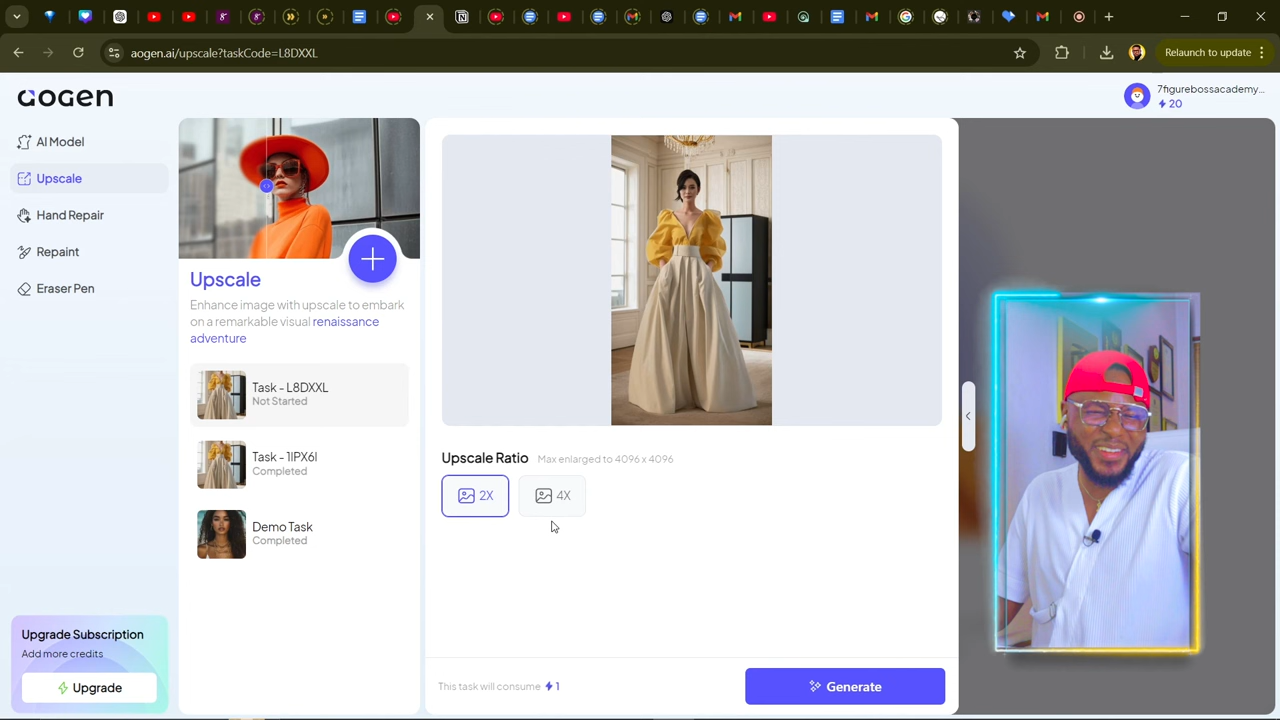 aogen.ai/upscale?taskCode=L8DXXL
Relaunch to update
aogen
7figurebossacademy...
20
AI Model
Upscale
Hand Repair
Repaint
Eraser Pen
Upscale
Enhance image with upscale to embark
on a remarkable visual renaissance
adventure
Task - L8DXXL
Not Started
Task - 1IPX6I
Completed
Demo Task
Completed
Upscale Ratio Max enlarged to 4096 x 4096
2X
4X
Upgrade Subscription
Add more credits
Upgrade
This task will consume 1
Generate